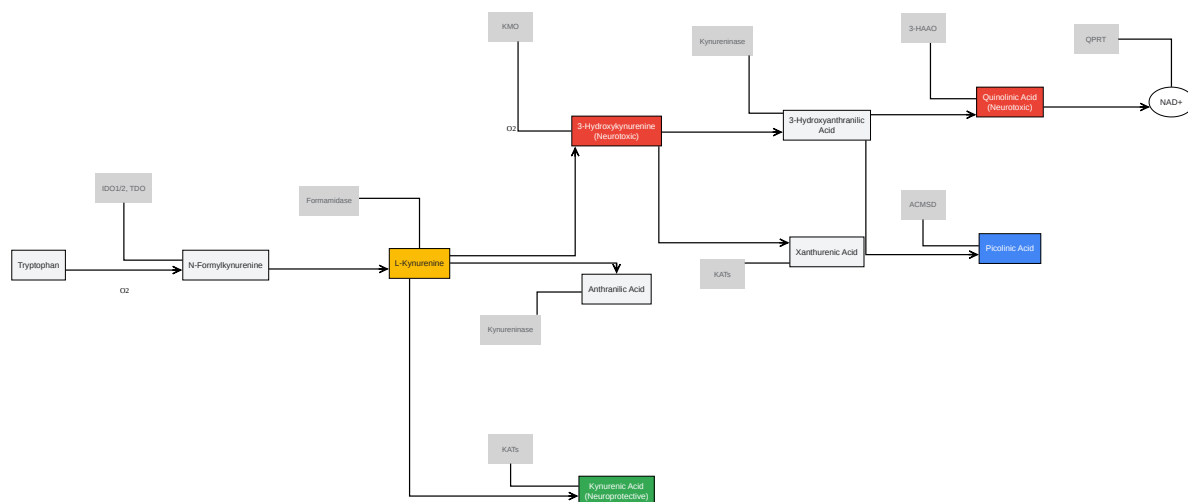 KMO
3-HAAO
QPRT
Kynureninase
Quinolinic Acid
(Neurotoxic)
NAD+
O2
3-Hydroxykynurenine
(Neurotoxic)
3-Hydroxyanthranilic
Acid
IDO1/2, TDO
Formamidase
ACMSD
Tryptophan
N-Formylkynurenine
L-Kynurenine
Xanthurenic Acid
Picolinic Acid
KATs
O2
Anthranilic Acid
Kynureninase
KATs
Kynurenic Acid
(Neuroprotective)